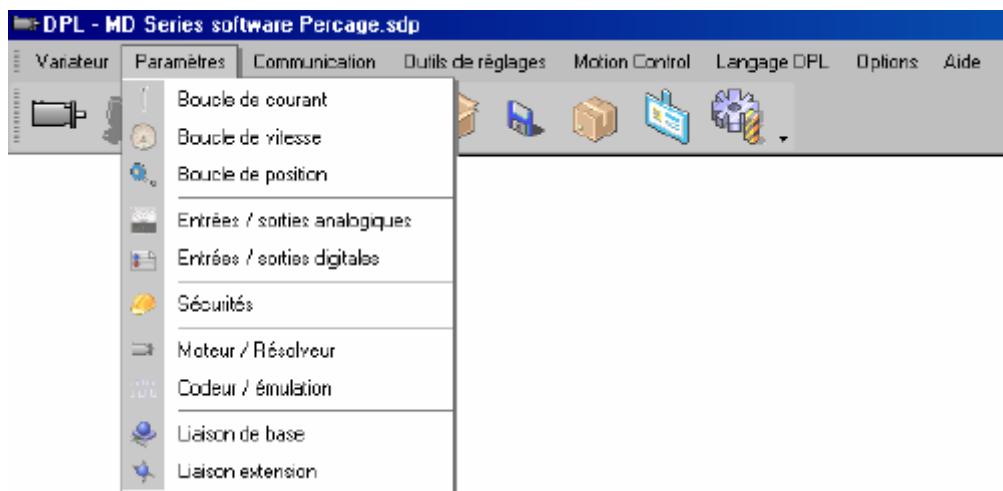 DPL - MD Series software Percage.sdp
Variateur Paramètres Communication Outils de réglages Motion Control Langage DPL Options Aide
Boucle de courant
Boucle de vitesse
Boucle de position
Entrées / sorties analogiques
Entrées / sorties digitales
Sécurités
Moteur / Résolveur
Codeur / émulation
Liaison de base
Liaison extension